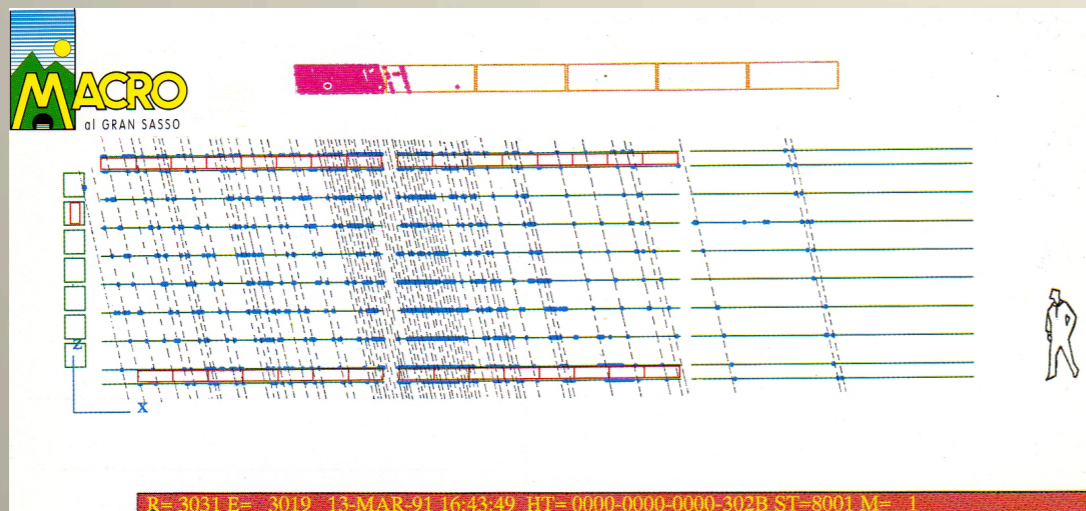 MACRO
al GRAN SASSO
Z
X
R= 3031 E= 3019 13-MAR-91 16:43:49 HT= 0000-0000-0000-302B ST=8001 M= 1